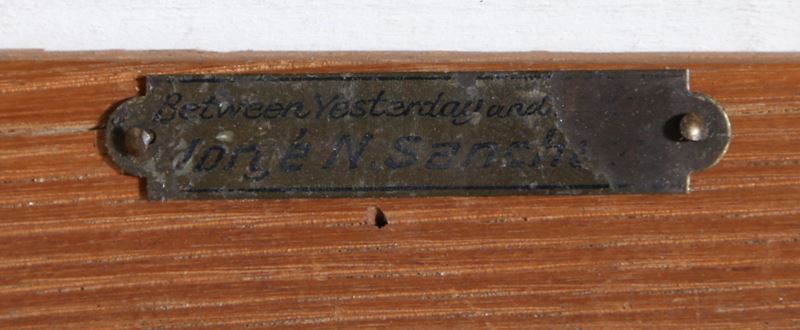 Between Yesterday and
Jorge N. Sanch